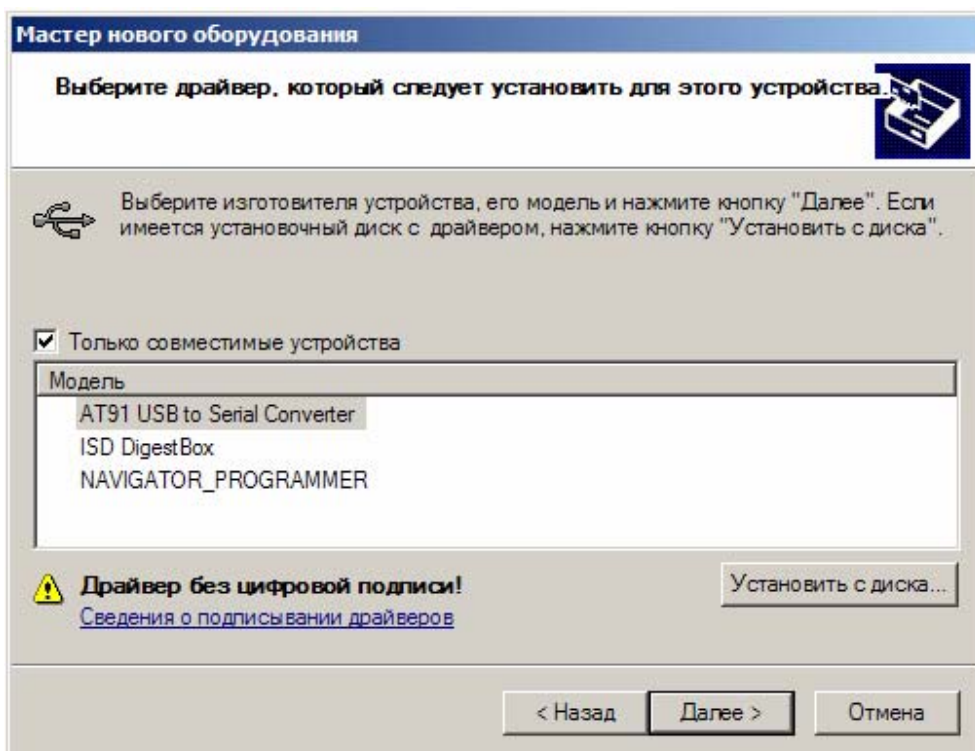 Мастер нового оборудования
Выберите драйвер, который следует установить для этого устройства.
Выберите изготовителя устройства, его модель и нажмите кнопку "Далее". Если
имеется установочный диск с драйвером, нажмите кнопку "Установить с диска".
Только совместимые устройства
Модель
AT91 USB to Serial Converter
ISD DigestBox
NAVIGATOR_PROGRAMMER
Драйвер без цифровой подписи!
Установить с диска...
Сведения о подписывании драйверов
< Назад
Далее >
Отмена